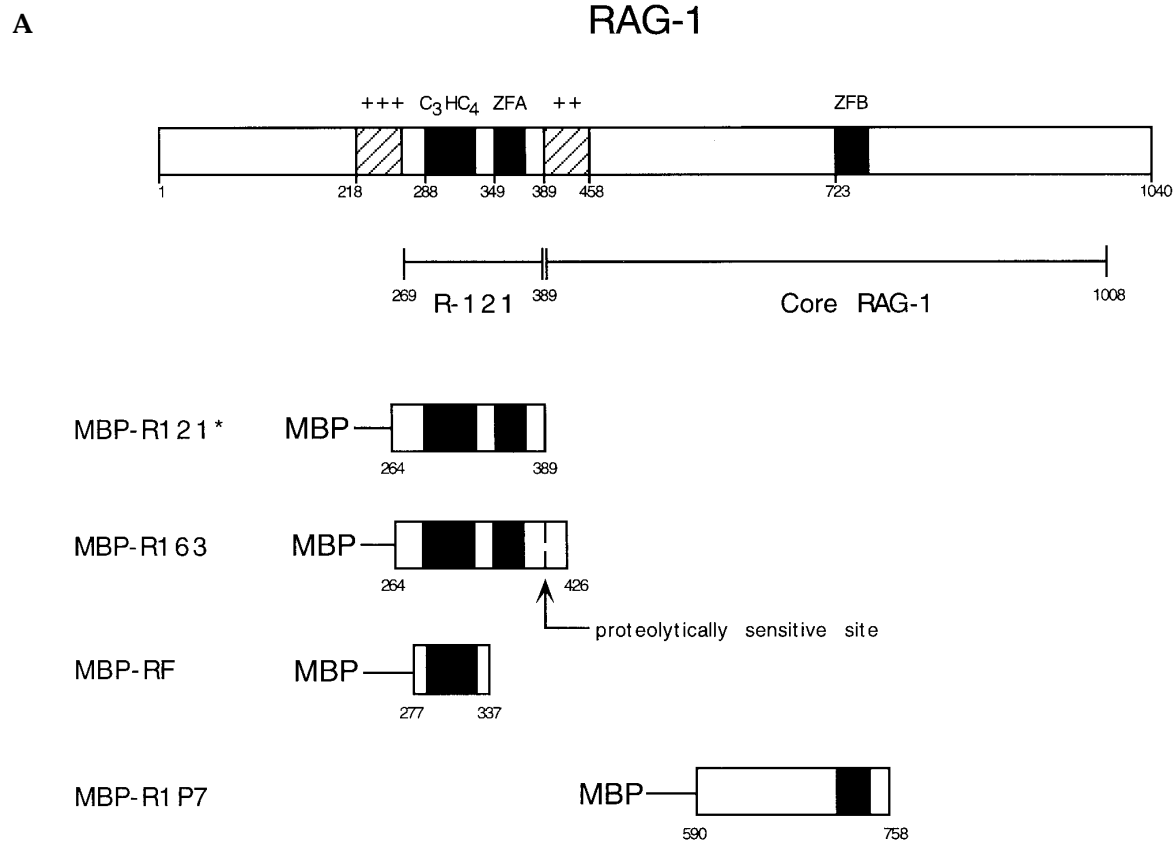 A
RAG-1
+++ C3HC4 ZFA ++ ZFB
1 218 288 349 389 458 723 1040
269 R-121 389 Core RAG-1 1008
MBP-R121* MBP
264 389
MBP-R163 MBP
264 426
proteolytically sensitive site
MBP-RF MBP
277 337
MBP-R1P7 MBP
590 758